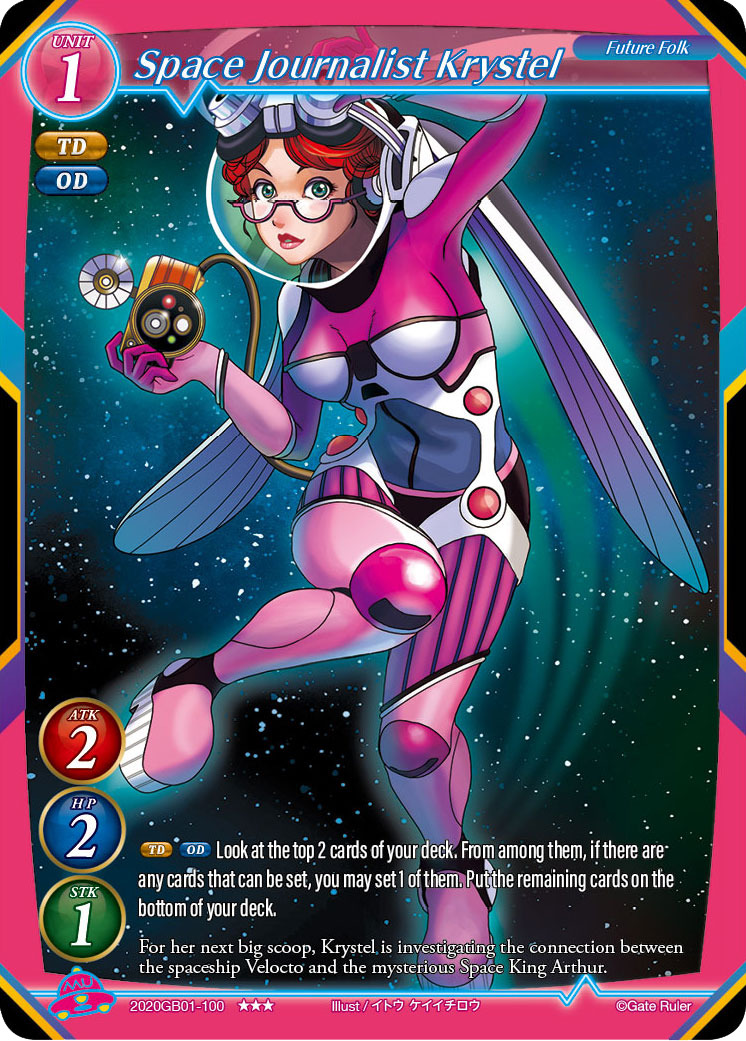 UNIT
1
Space Journalist Krystel
Future Folk
TD
OD
ATK
2
HP
2
STK
1
TD OD Look at the top 2 cards of your deck. From among them, if there are
any cards that can be set, you may set 1 of them. Put the remaining cards on the
bottom of your deck.
For her next big scoop, Krystel is investigating the connection between
the spaceship Velocto and the mysterious Space King Arthur.
2020GB01-100 ★★★ Illust / イトウ ケイイチロウ ©Gate Ruler